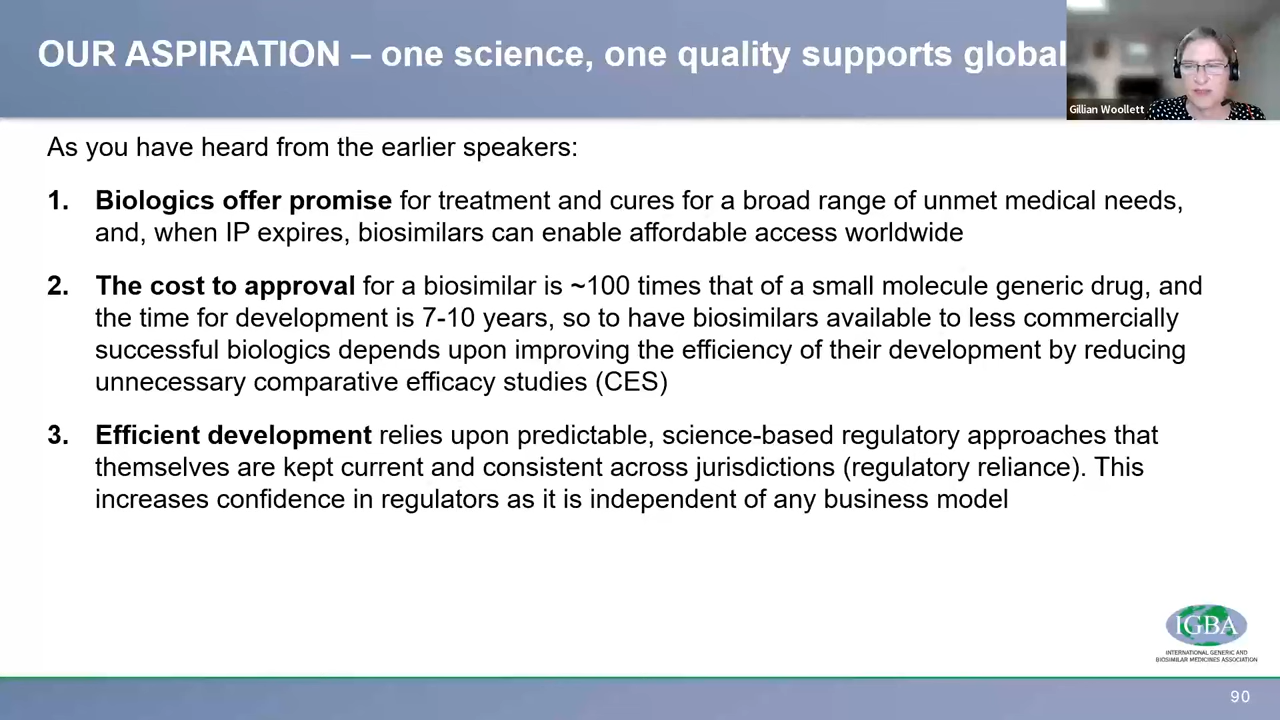 OUR ASPIRATION – one science, one quality supports global
Gillian Woollett
As you have heard from the earlier speakers:
1. Biologics offer promise for treatment and cures for a broad range of unmet medical needs,
and, when IP expires, biosimilars can enable affordable access worldwide
2. The cost to approval for a biosimilar is ~100 times that of a small molecule generic drug, and
the time for development is 7-10 years, so to have biosimilars available to less commercially
successful biologics depends upon improving the efficiency of their development by reducing
unnecessary comparative efficacy studies (CES)
3. Efficient development relies upon predictable, science-based regulatory approaches that
themselves are kept current and consistent across jurisdictions (regulatory reliance). This
increases confidence in regulators as it is independent of any business model
IGBA
INTERNATIONAL GENERIC AND
BIOSIMILAR MEDICINES ASSOCIATION
90